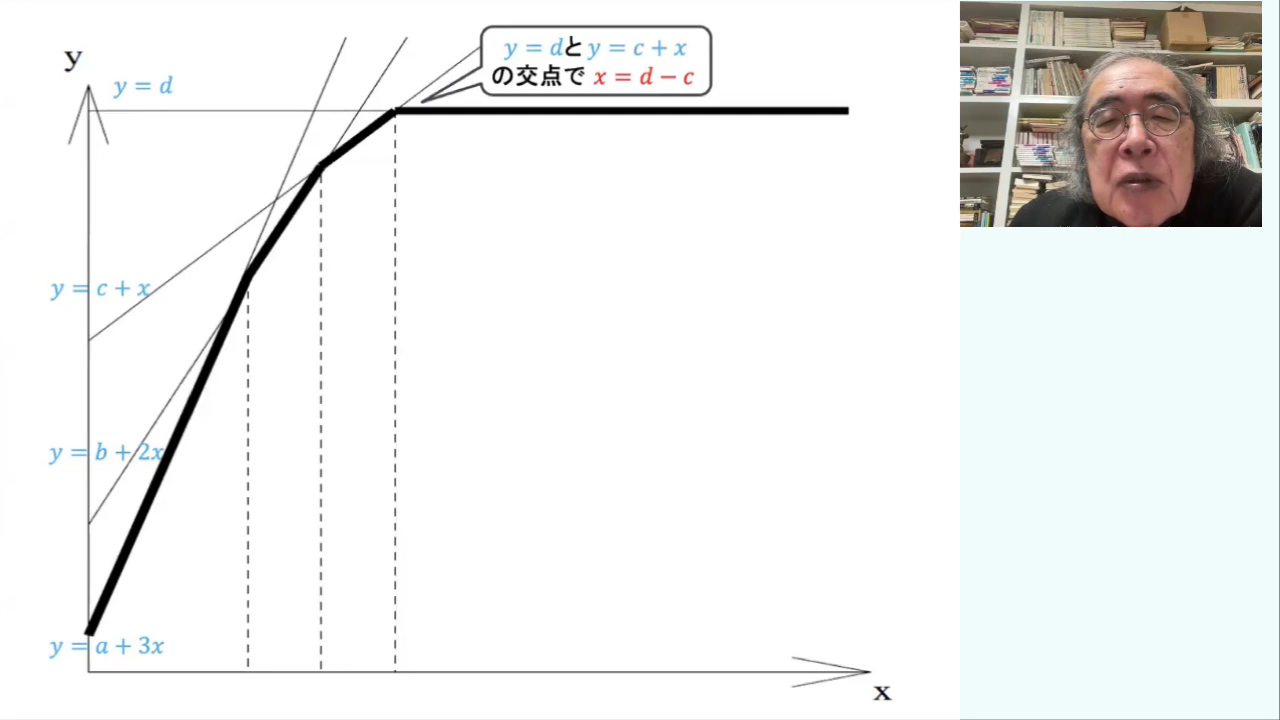 y
y = d
y = dとy = c + x
の交点で x = d − c
y = c + x
y = b + 2x
y = a + 3x
x